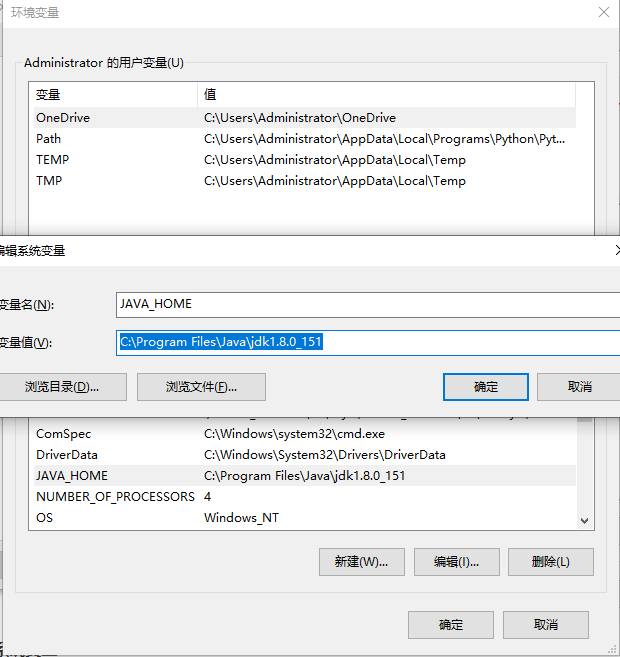 环境变量
Administrator 的用户变量(U)
变量 值
OneDrive C:\Users\Administrator\OneDrive
Path C:\Users\Administrator\AppData\Local\Programs\Python\Pyt...
TEMP C:\Users\Administrator\AppData\Local\Temp
TMP C:\Users\Administrator\AppData\Local\Temp
编辑系统变量
变量名(N): JAVA_HOME
变量值(V): C:\Program Files\Java\jdk1.8.0_151
浏览目录(D)... 浏览文件(F)... 确定 取消
ComSpec C:\Windows\system32\cmd.exe
DriverData C:\Windows\System32\Drivers\DriverData
JAVA_HOME C:\Program Files\Java\jdk1.8.0_151
NUMBER_OF_PROCESSORS 4
OS Windows_NT
新建(W)... 编辑(I)... 删除(L)
确定 取消